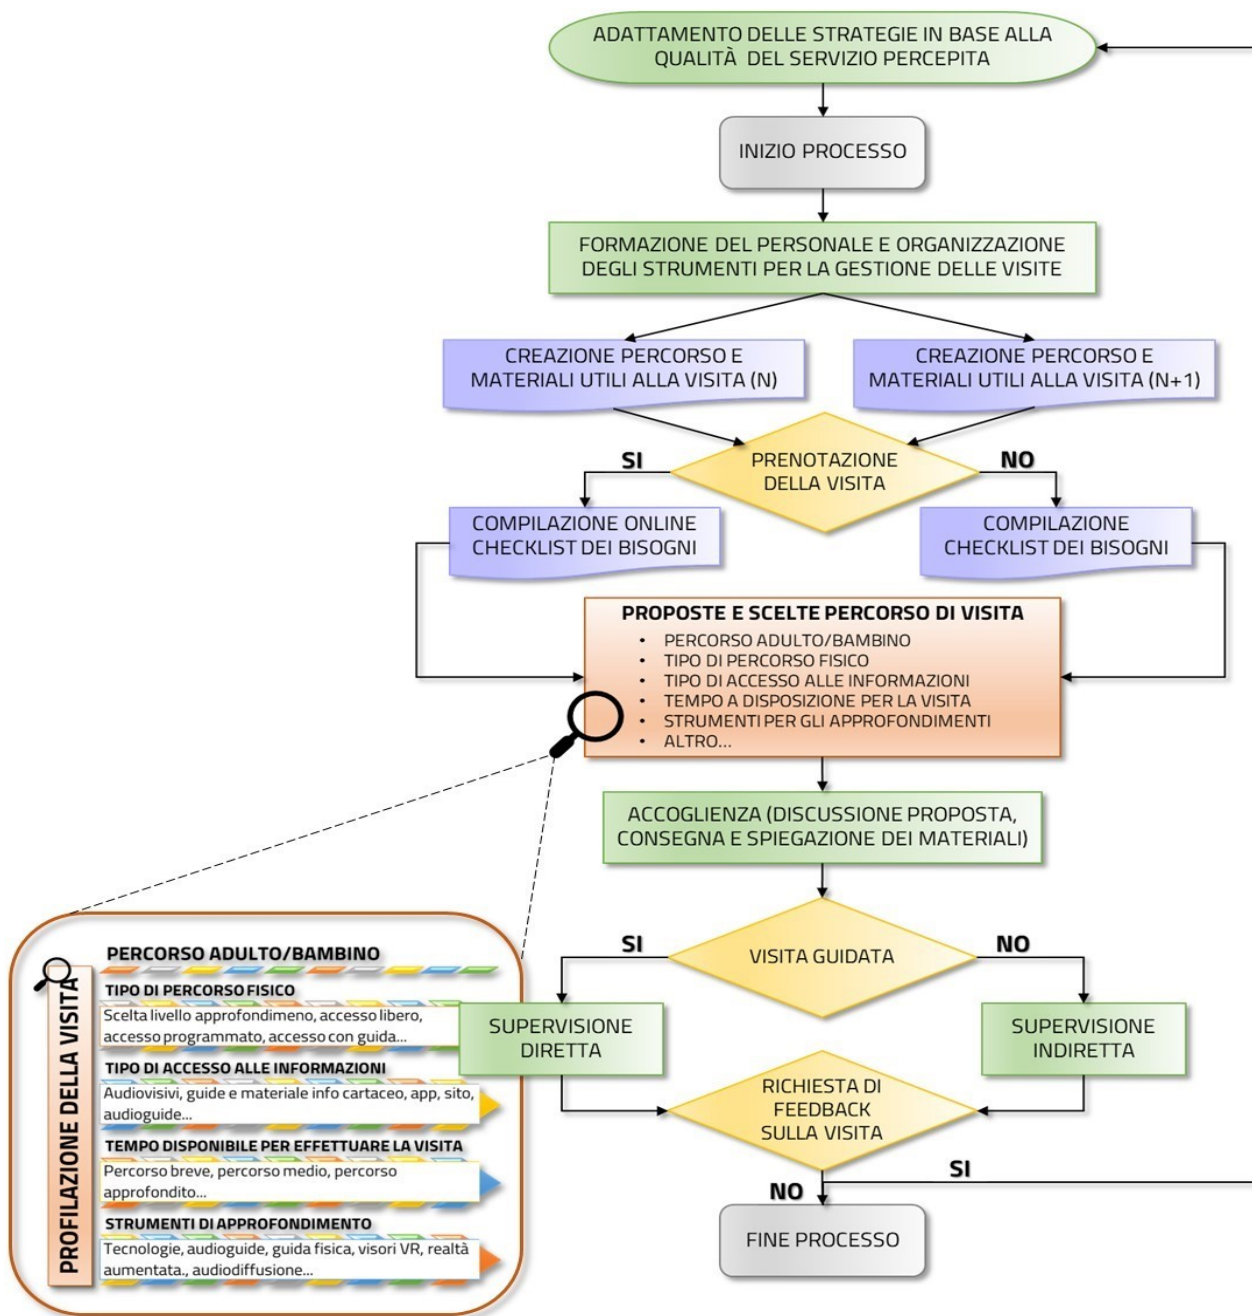 ADATTAMENTO DELLE STRATEGIE IN BASE ALLA
QUALITÀ DEL SERVIZIO PERCEPITA
INIZIO PROCESSO
FORMAZIONE DEL PERSONALE E ORGANIZZAZIONE
DEGLI STRUMENTI PER LA GESTIONE DELLE VISITE
CREAZIONE PERCORSO E
MATERIALI UTILI ALLA VISITA (N)
CREAZIONE PERCORSO E
MATERIALI UTILI ALLA VISITA (N+1)
PRENOTAZIONE
DELLA VISITA
SI
NO
COMPILAZIONE ONLINE
CHECKLIST DEI BISOGNI
COMPILAZIONE
CHECKLIST DEI BISOGNI
PROPOSTE E SCELTE PERCORSO DI VISITA
• PERCORSO ADULTO/BAMBINO
• TIPO DI PERCORSO FISICO
• TIPO DI ACCESSO ALLE INFORMAZIONI
• TEMPO A DISPOSIZIONE PER LA VISITA
• STRUMENTI PER GLI APPROFONDIMENTI
• ALTRO...
ACCOGLIENZA (DISCUSSIONE PROPOSTA,
CONSEGNA E SPIEGAZIONE DEI MATERIALI)
VISITA GUIDATA
SI
NO
SUPERVISIONE
DIRETTA
SUPERVISIONE
INDIRETTA
RICHIESTA DI
FEEDBACK
SULLA VISITA
SI
NO
FINE PROCESSO
PROFILAZIONE DELLA VISITA
PERCORSO ADULTO/BAMBINO
TIPO DI PERCORSO FISICO
Scelta livello approfondimeno, accesso libero,
accesso programmato, accesso con guida...
TIPO DI ACCESSO ALLE INFORMAZIONI
Audiovisivi, guide e materiale info cartaceo, app, sito,
audioguide...
TEMPO DISPONIBILE PER EFFETTUARE LA VISITA
Percorso breve, percorso medio, percorso
approfondito...
STRUMENTI DI APPROFONDIMENTO
Tecnologie, audioguide, guida fisica, visori VR, realtà
aumentata., audiodiffusione...